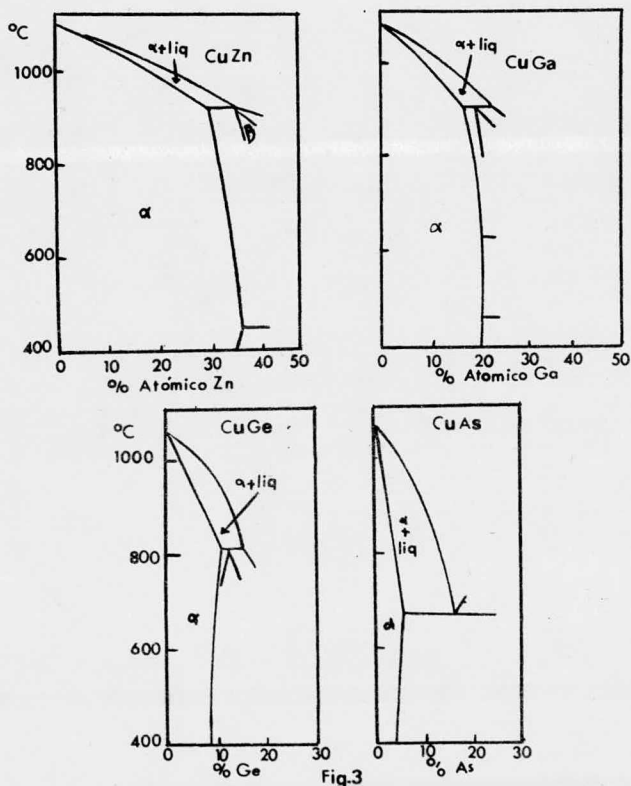 °C
α+liq
CuZn
1000
β
800
α
600
400
0
10
20
30
40
50
% Atómico Zn
α+liq
CuGa
α
0
10
20
30
40
50
% Atomico Ga
°C
CuGe
1000
α+liq
800
α
600
400
0
10
20
30
% Ge
CuAs
α
+
liq
α
0
10
20
30
% As
Fig.3